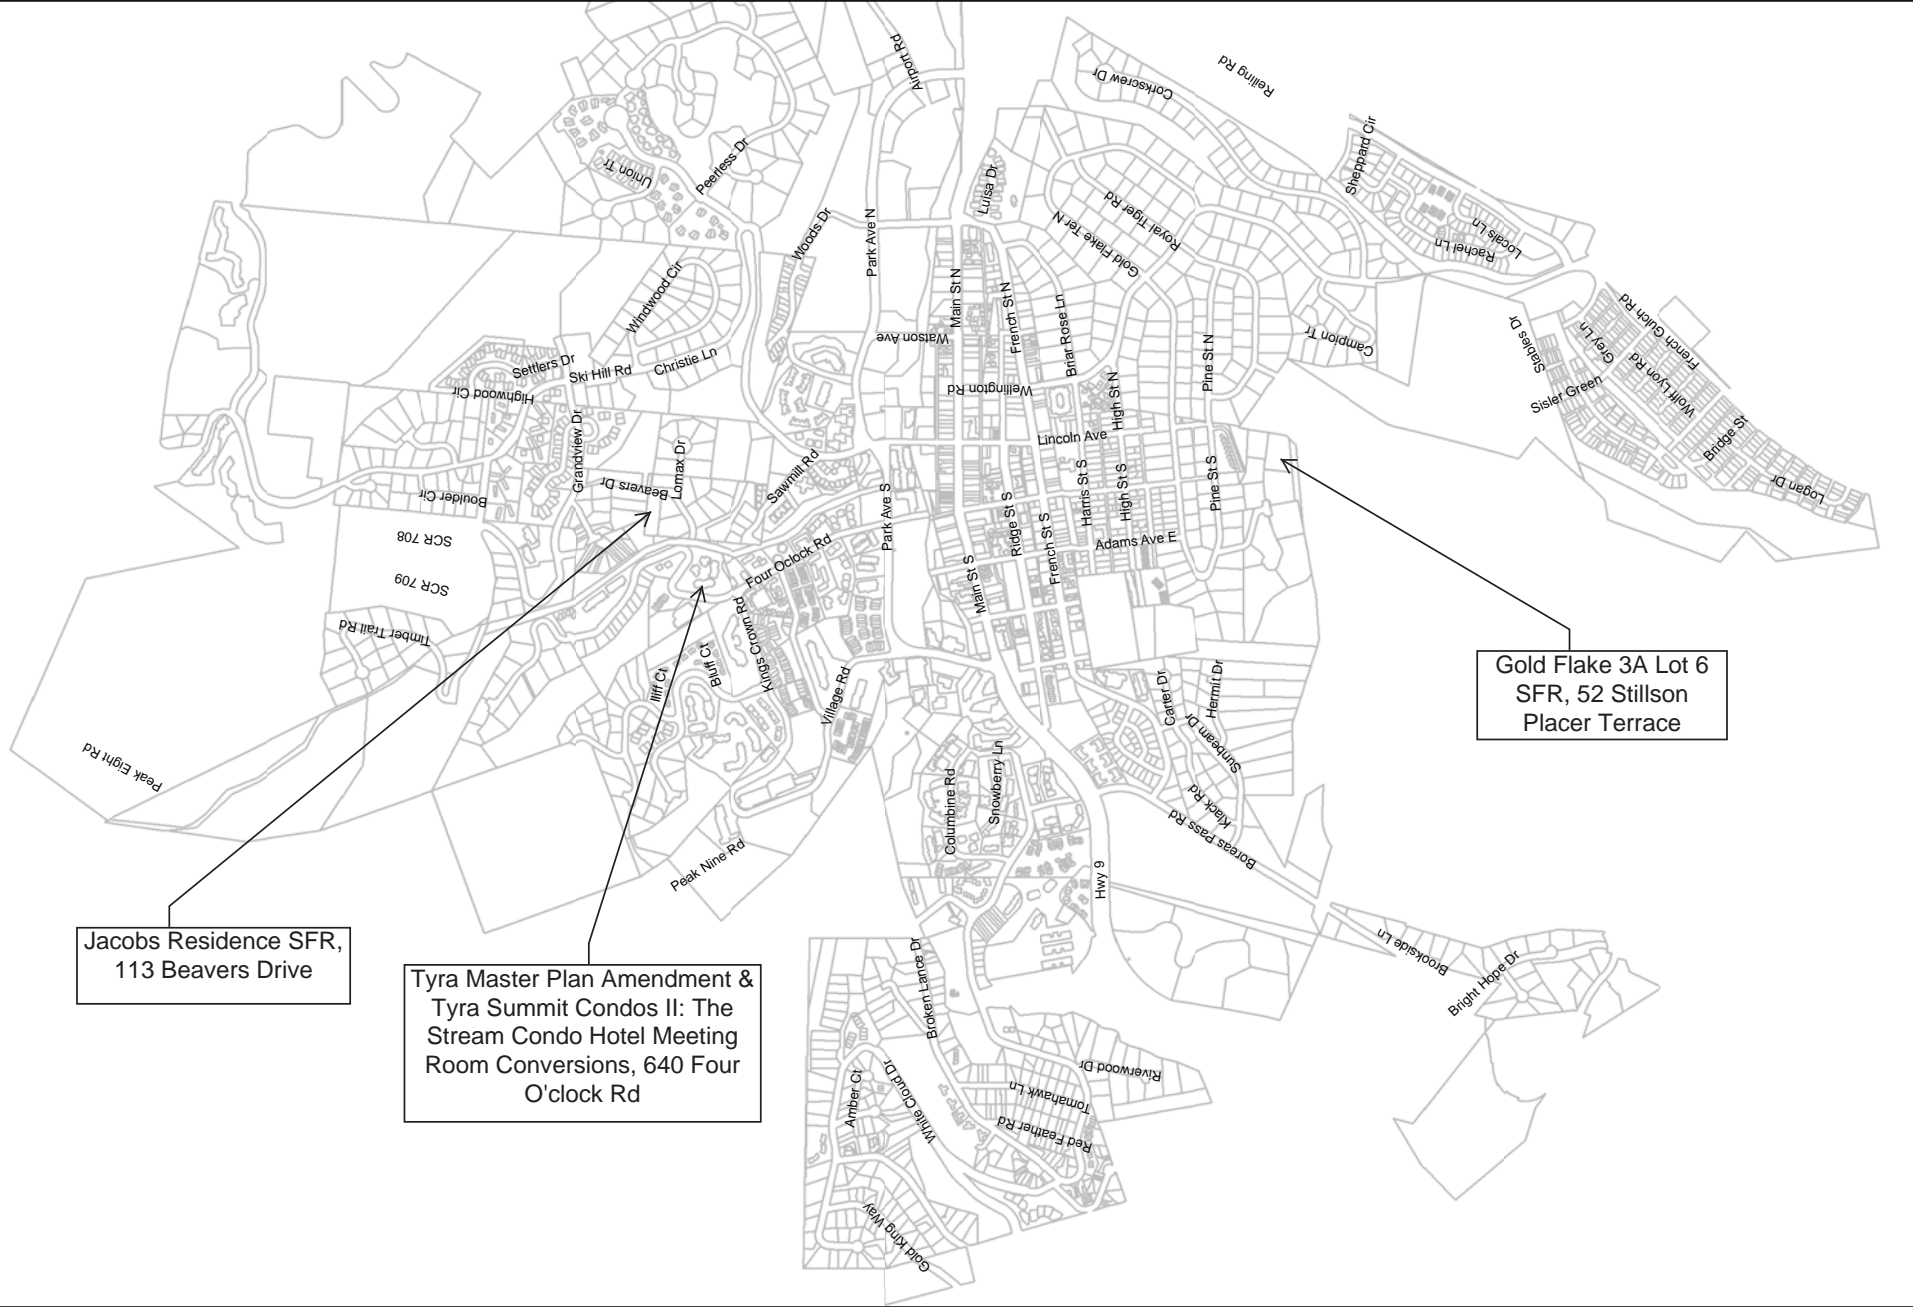 Airport Rd
Corkscrew Dr
Reiling Rd
Sheppard Cir
Union Tr
Peerless Dr
Luisa Dr
Woods Dr
Park Ave N
Royal Tiger Rd
Gold Flake Ter N
Locals Ln
Rachel Ln
Windwood Cir
Main St N
French St N
Briar Rose Ln
Watson Ave
Pine St N
Campion Tr
Stables Dr
Grey Ln
French Gulch Rd
Wolff Lyon Rd
Sisler Green
Bridge St
Logan Dr
Settlers Dr
Ski Hill Rd
Christie Ln
Highwood Cir
Wellington Rd
High St N
Grandview Dr
Lomax Dr
Lincoln Ave
Beavers Dr
Sawmill Rd
Boulder Cir
Park Ave S
Ridge St S
French St S
Harris St S
High St S
Pine St S
SCR 708
SCR 709
Four Oclock Rd
Adams Ave E
Main St S
Timber Trail Rd
Kings Crown Rd
Bluff Ct
Iliff Ct
Village Rd
Carter Dr
Hermit Dr
Sunbeam Dr
Gold Flake 3A Lot 6
SFR, 52 Stillson
Placer Terrace
Peak Eight Rd
Columbine Rd
Snowberry Ln
Klack Rd
Boreas Pass Rd
Peak Nine Rd
Hwy 9
Jacobs Residence SFR,
113 Beavers Drive
Tyra Master Plan Amendment &
Tyra Summit Condos II: The
Stream Condo Hotel Meeting
Room Conversions, 640 Four
O'clock Rd
Broken Lance Dr
Brookside Ln
Bright Hope Dr
Amber Ct
White Cloud Dr
Riverwood Dr
Tomahawk Ln
Red Feather Rd
Gold King Way